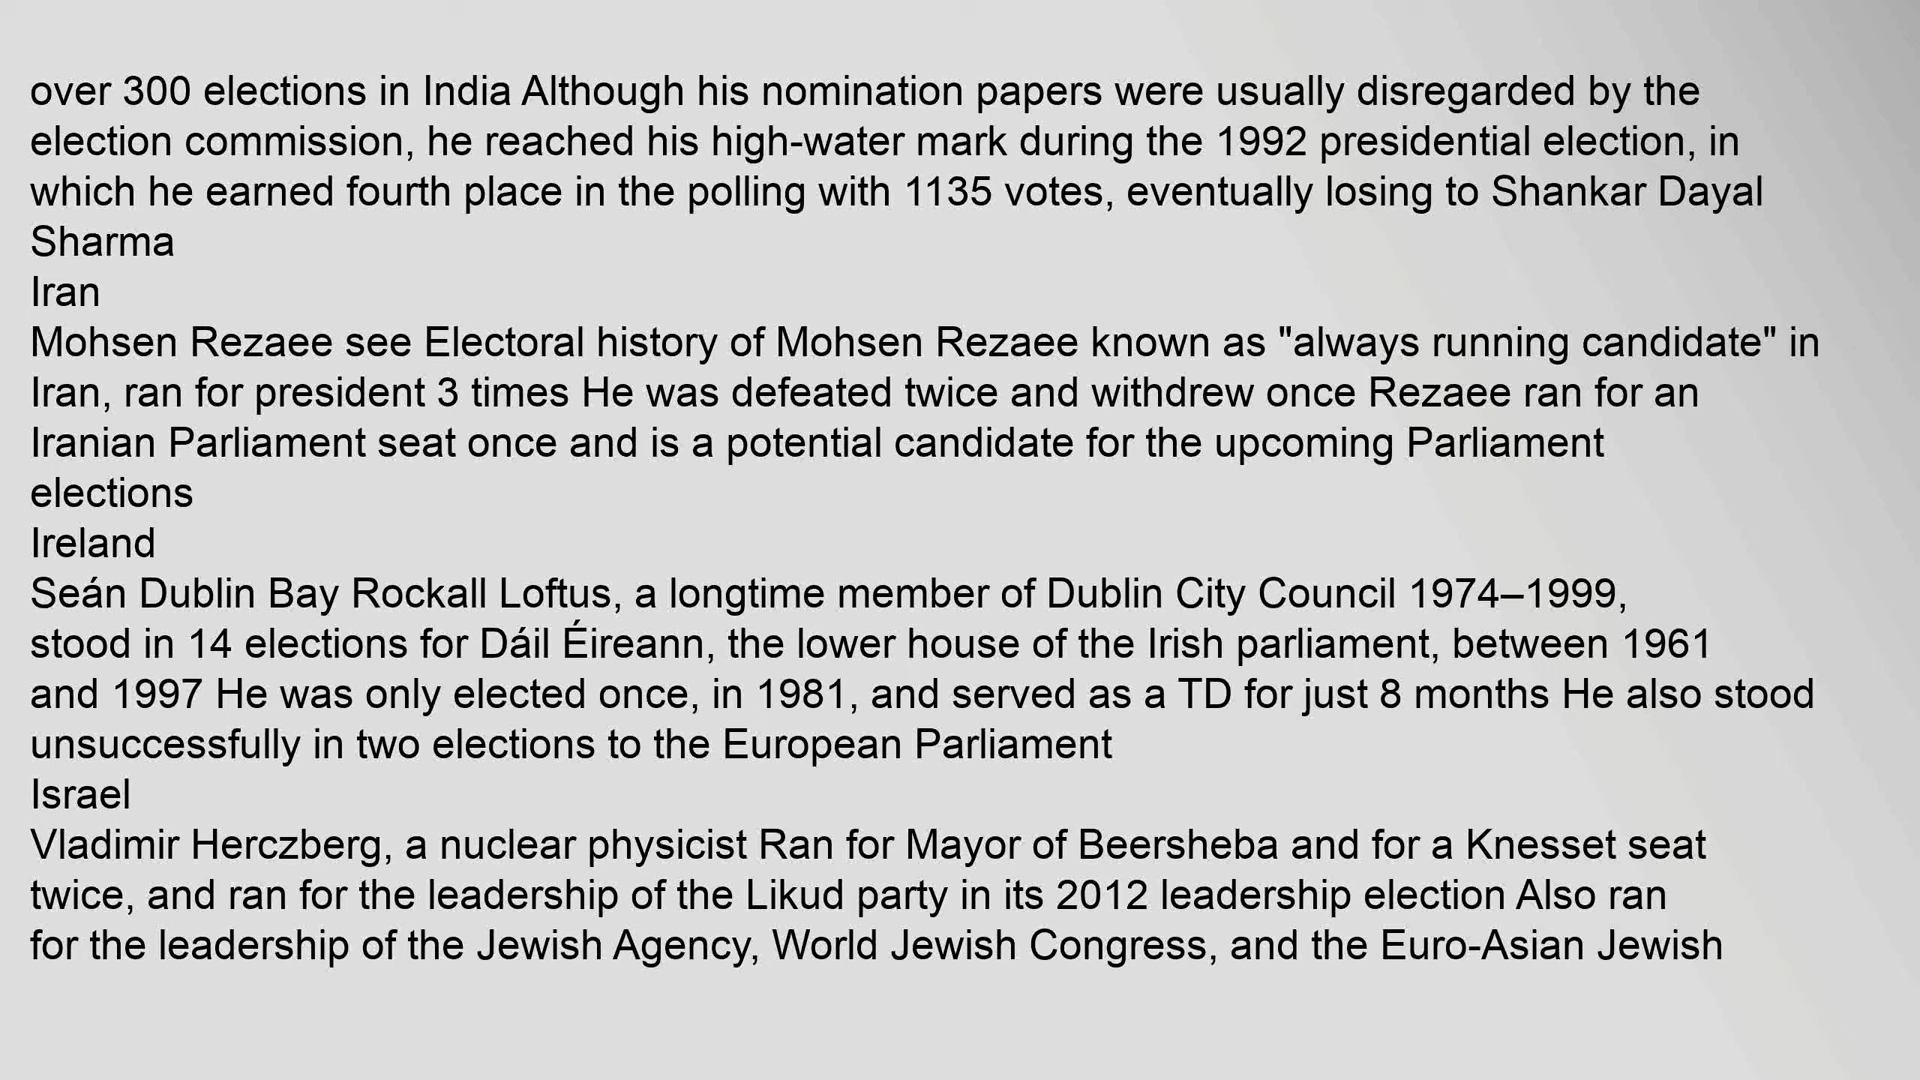 over 300 elections in India Although his nomination papers were usually disregarded by the
election commission, he reached his high-water mark during the 1992 presidential election, in
which he earned fourth place in the polling with 1135 votes, eventually losing to Shankar Dayal
Sharma
Iran
Mohsen Rezaee see Electoral history of Mohsen Rezaee known as "always running candidate" in
Iran, ran for president 3 times He was defeated twice and withdrew once Rezaee ran for an
Iranian Parliament seat once and is a potential candidate for the upcoming Parliament
elections
Ireland
Seán Dublin Bay Rockall Loftus, a longtime member of Dublin City Council 1974–1999,
stood in 14 elections for Dáil Éireann, the lower house of the Irish parliament, between 1961
and 1997 He was only elected once, in 1981, and served as a TD for just 8 months He also stood
unsuccessfully in two elections to the European Parliament
Israel
Vladimir Herczberg, a nuclear physicist Ran for Mayor of Beersheba and for a Knesset seat
twice, and ran for the leadership of the Likud party in its 2012 leadership election Also ran
for the leadership of the Jewish Agency, World Jewish Congress, and the Euro-Asian Jewish